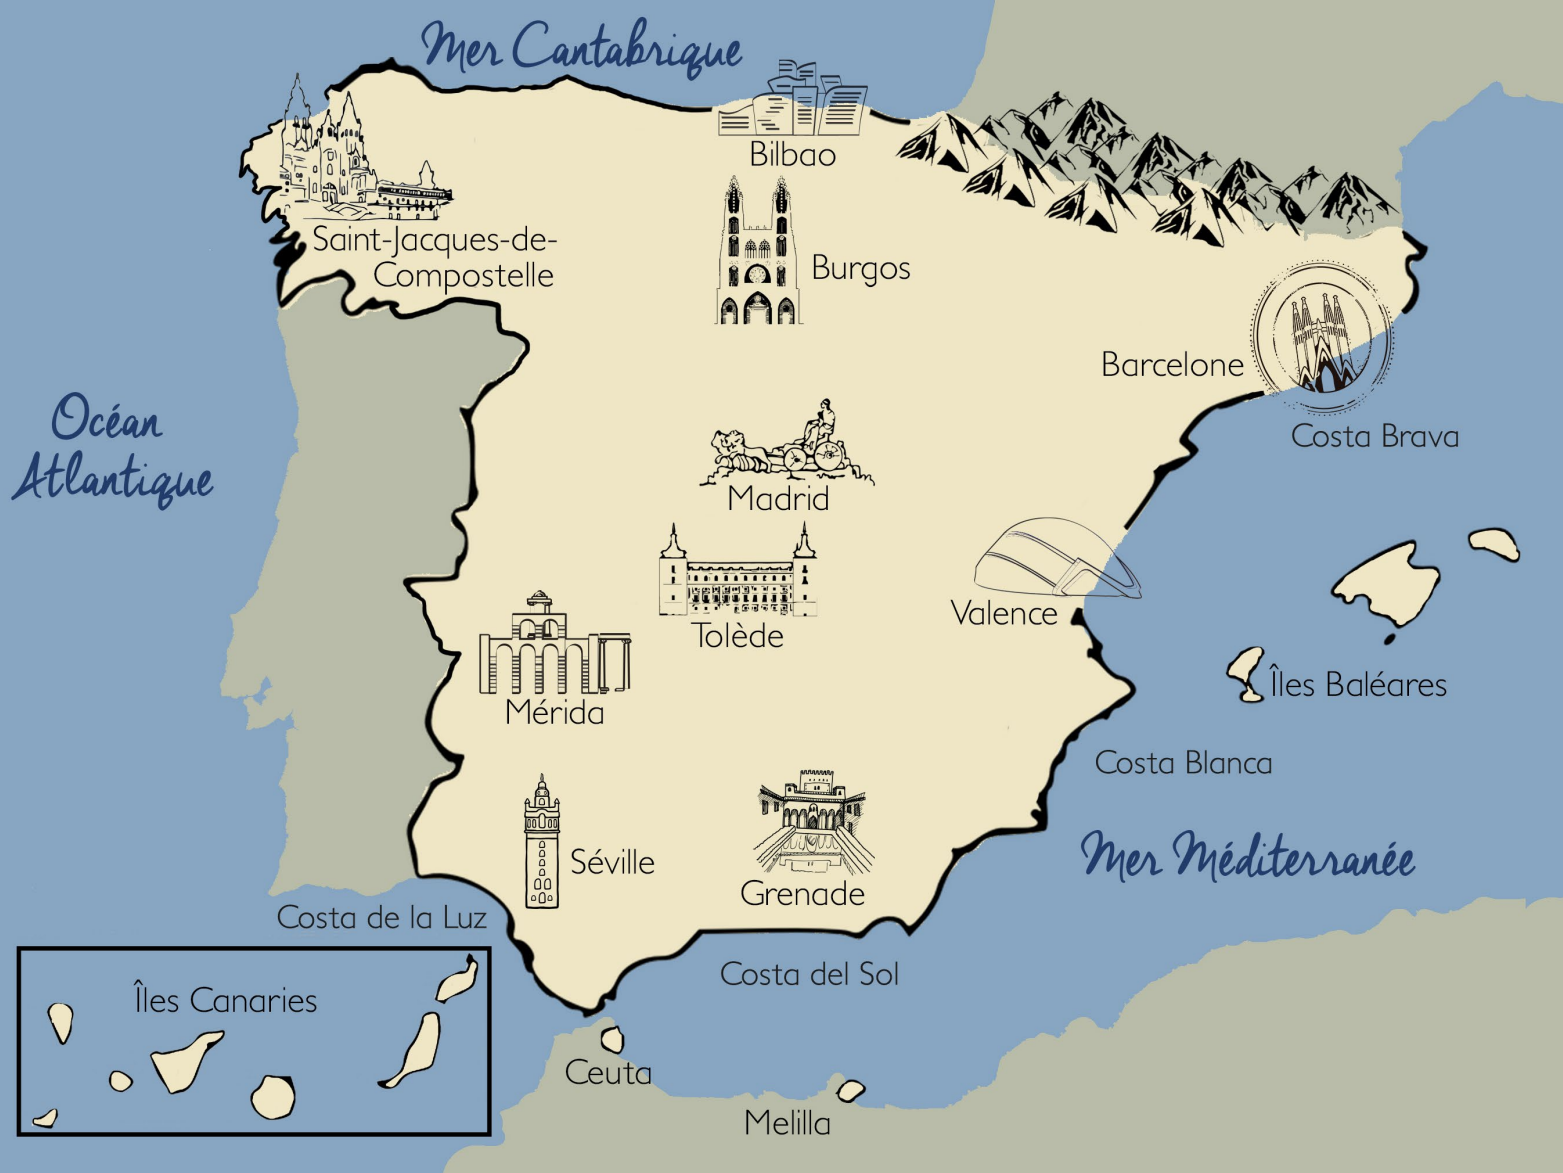 Mer Cantabrique
Bilbao
Saint-Jacques-de-
Compostelle
Burgos
Barcelone
Océan
Atlantique
Costa Brava
Madrid
Valence
Tolède
Îles Baléares
Mérida
Costa Blanca
Mer Méditerranée
Séville
Grenade
Costa de la Luz
Costa del Sol
Îles Canaries
Ceuta
Melilla